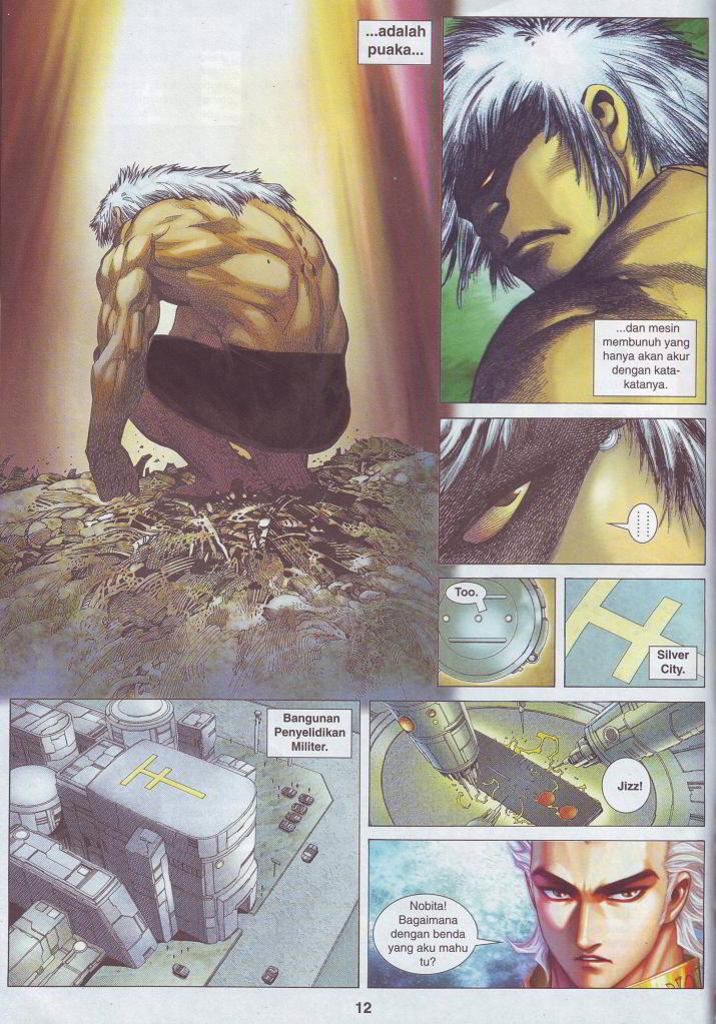 ...adalah
puaka...
...dan mesin
membunuh yang
hanya akan akur
dengan kata-
katanya.
Too.
H
Silver
City.
Bangunan
Penyelidikan
Militer.
H
Jizz!
Nobita!
Bagaimana
dengan benda
yang aku mahu
tu?
12